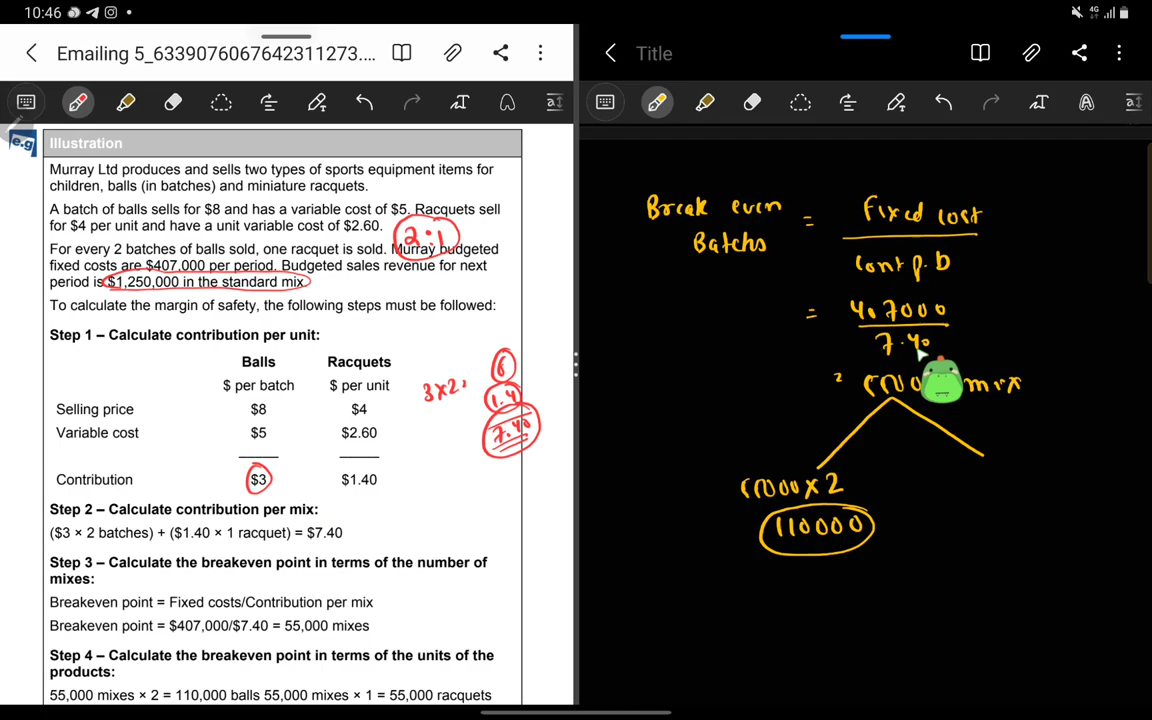 10:46
4G
Emailing 5_6339076067642311273....
Title
e.g
Illustration
Murray Ltd produces and sells two types of sports equipment items for
children, balls (in batches) and miniature racquets.
A batch of balls sells for $8 and has a variable cost of $5. Racquets sell
for $4 per unit and have a unit variable cost of $2.60.
2:1
For every 2 batches of balls sold, one racquet is sold. Murray budgeted
fixed costs are $407,000 per period. Budgeted sales revenue for next
period is $1,250,000 in the standard mix.
To calculate the margin of safety, the following steps must be followed:
Step 1 – Calculate contribution per unit:
Balls Racquets
$ per batch $ per unit
Selling price $8 $4
Variable cost $5 $2.60
Contribution $3 $1.40
3×2:
6
1.4
7.40
Step 2 – Calculate contribution per mix:
($3 × 2 batches) + ($1.40 × 1 racquet) = $7.40
Step 3 – Calculate the breakeven point in terms of the number of
mixes:
Breakeven point = Fixed costs/Contribution per mix
Breakeven point = $407,000/$7.40 = 55,000 mixes
Step 4 – Calculate the breakeven point in terms of the units of the
products:
55,000 mixes × 2 = 110,000 balls 55,000 mixes × 1 = 55,000 racquets
Break even = Fixed cost
Batchs cont p.b
= 407000
7.40
mix
55000×2
110000